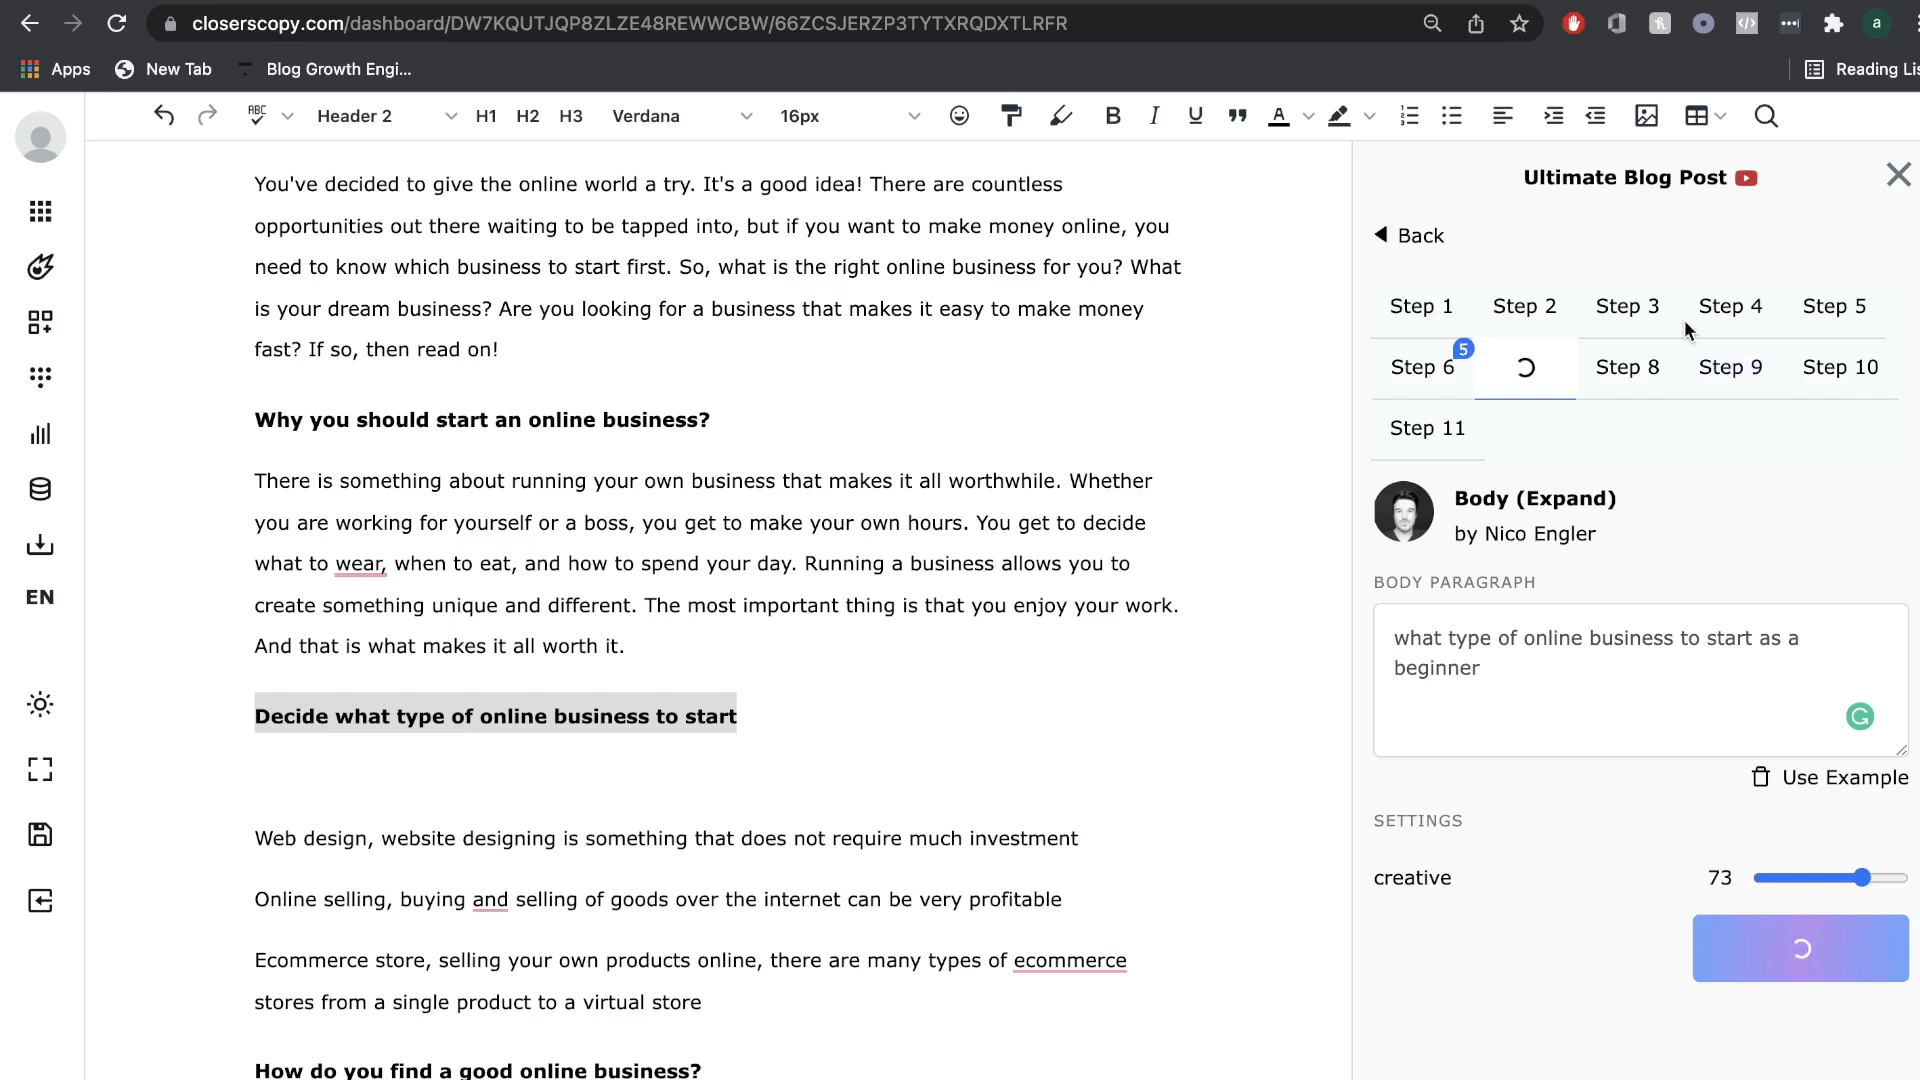 closerscopy.com/dashboard/DW7KQUTJQP8ZLZE48REWWCBW/66ZCSJERZP3TYTXRQDXTLRFR
a
Apps
New Tab
Blog Growth Engi...
Reading Lis
ABC
Header 2
H1
H2
H3
Verdana
16px
B
I
U
A
EN
You've decided to give the online world a try. It's a good idea! There are countless
opportunities out there waiting to be tapped into, but if you want to make money online, you
need to know which business to start first. So, what is the right online business for you? What
is your dream business? Are you looking for a business that makes it easy to make money
fast? If so, then read on!
Why you should start an online business?
There is something about running your own business that makes it all worthwhile. Whether
you are working for yourself or a boss, you get to make your own hours. You get to decide
what to wear, when to eat, and how to spend your day. Running a business allows you to
create something unique and different. The most important thing is that you enjoy your work.
And that is what makes it all worth it.
Decide what type of online business to start
Web design, website designing is something that does not require much investment
Online selling, buying and selling of goods over the internet can be very profitable
Ecommerce store, selling your own products online, there are many types of ecommerce
stores from a single product to a virtual store
How do you find a good online business?
Ultimate Blog Post
Back
Step 1
Step 2
Step 3
Step 4
Step 5
Step 6
5
Step 8
Step 9
Step 10
Step 11
Body (Expand)
by Nico Engler
BODY PARAGRAPH
what type of online business to start as a
beginner
Use Example
SETTINGS
creative
73